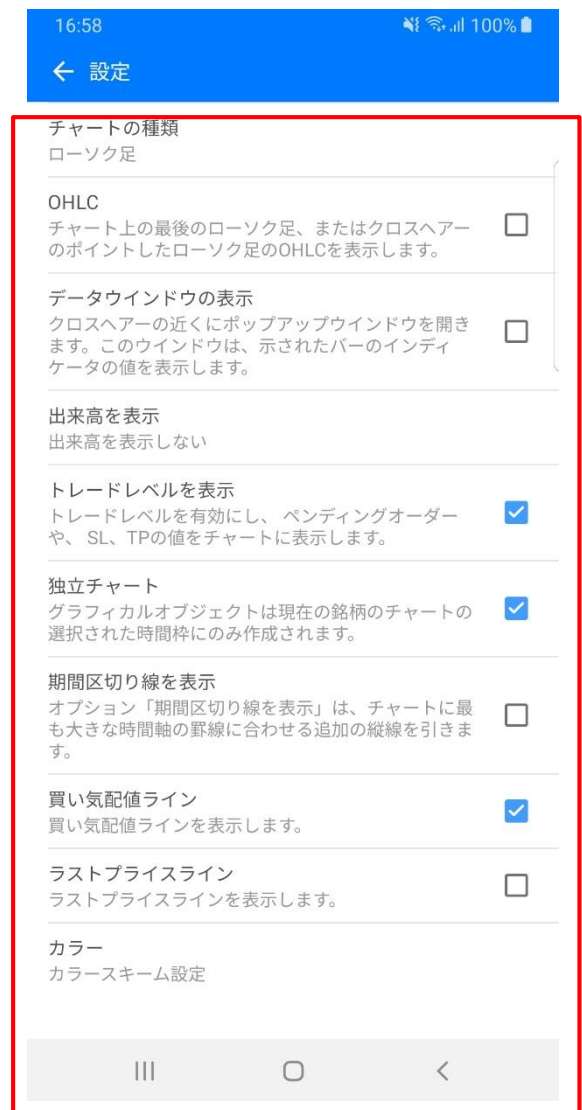 16:58 100%
設定
チャートの種類
ローソク足
OHLC
チャート上の最後のローソク足、またはクロスヘアー
のポイントしたローソク足のOHLCを表示します。
データウインドウの表示
クロスヘアーの近くにポップアップウインドウを開き
ます。このウインドウは、示されたバーのインディ
ケータの値を表示します。
出来高を表示
出来高を表示しない
トレードレベルを表示
トレードレベルを有効にし、 ペンディングオーダー
や、 SL、TPの値をチャートに表示します。
独立チャート
グラフィカルオブジェクトは現在の銘柄のチャートの
選択された時間枠にのみ作成されます。
期間区切り線を表示
オプション「期間区切り線を表示」は、チャートに最
も大きな時間軸の罫線に合わせる追加の縦線を引きま
す。
買い気配値ライン
買い気配値ラインを表示します。
ラストプライスライン
ラストプライスラインを表示します。
カラー
カラースキーム設定